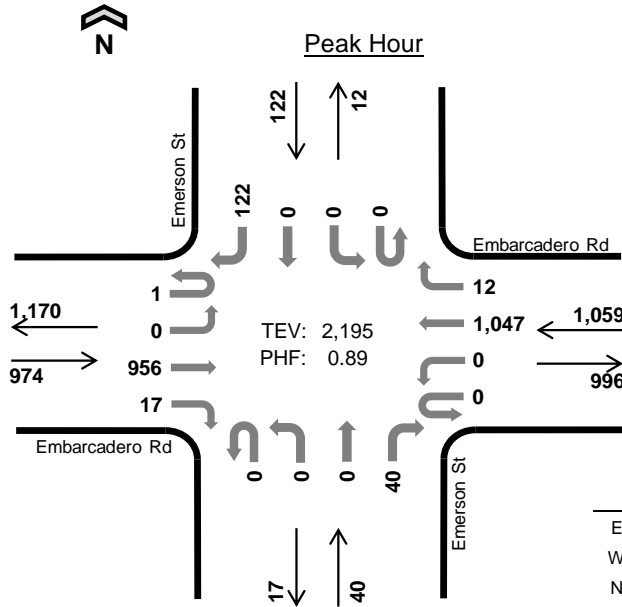 N
Peak Hour
122
12
Emerson St
122
0
0
0
Embarcadero Rd
1
12
1,170
0
TEV: 2,195
1,047
1,059
974
956
PHF: 0.89
0
996
17
0
Embarcadero Rd
0
0
0
40
Emerson St
17
40
E
W
N